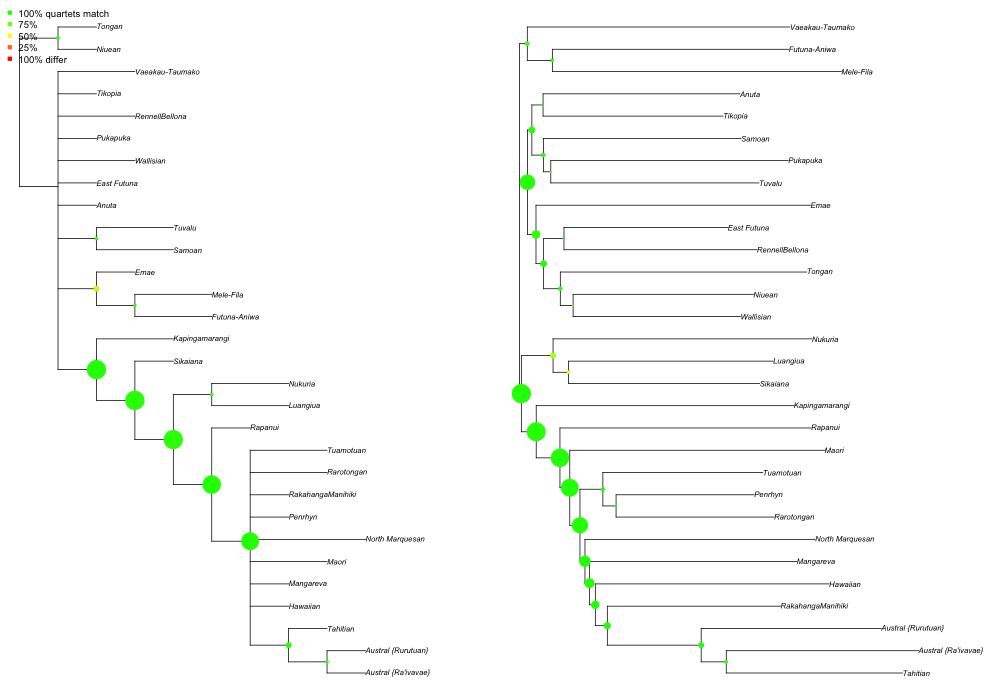 100% quartets match
75%
50%
25%
100% differ
Tongan
Niuean
Vaeakau-Taumako
Tikopia
RennellBellona
Pukapuka
Wallisian
East Futuna
Anuta
Tuvalu
Samoan
Emae
Mele-Fila
Futuna-Aniwa
Kapingamarangi
Sikaiana
Nukuria
Luangiua
Rapanui
Tuamotuan
Rarotongan
RakahangaManihiki
Penrhyn
North Marquesan
Maori
Mangareva
Hawaiian
Tahitian
Austral {Rurutuan}
Austral {Ra'ivavae}
Vaeakau-Taumako
Futuna-Aniwa
Mele-Fila
Anuta
Tikopia
Samoan
Pukapuka
Tuvalu
Emae
East Futuna
RennellBellona
Tongan
Niuean
Wallisian
Nukuria
Luangiua
Sikaiana
Kapingamarangi
Rapanui
Maori
Tuamotuan
Penrhyn
Rarotongan
North Marquesan
Mangareva
Hawaiian
RakahangaManihiki
Austral {Rurutuan}
Austral {Ra'ivavae}
Tahitian